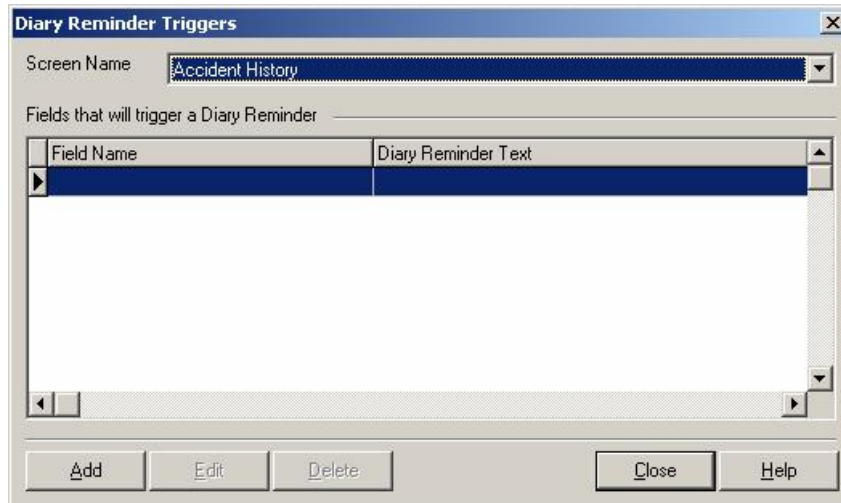 Diary Reminder Triggers
Screen Name Accident History
Fields that will trigger a Diary Reminder
Field Name Diary Reminder Text
Add Edit Delete Close Help